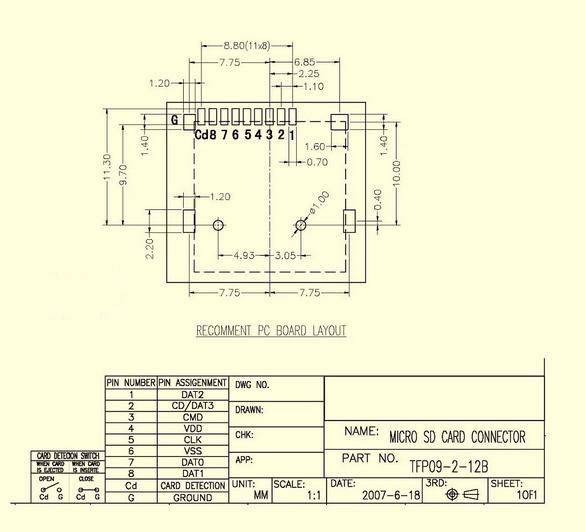 8.80(11x8)
7.75 6.85
2.25
1.20 1.10
G
Cd 8 7 6 5 4 3 2 1
1.40 1.60 1.40
11.30 9.70 0.70 10.00
1.20 ø1.00 0.40
2.20
4.93 3.05
7.75 7.75
RECOMMENT PC BOARD LAYOUT
PIN NUMBER PIN ASSIGENMENT DWG NO.
1 DAT2
2 CD/DAT3 DRAWN:
3 CMD
4 VDD CHK: NAME: MICRO SD CARD CONNECTOR
5 CLK
6 VSS APP: PART NO. TFP09-2-12B
7 DAT0
8 DAT1
Cd CARD DETECTION UNIT: MM SCALE: 1:1 DATE: 2007-6-18 3RD: SHEET: 1OF1
G GROUND
CARD DETECION SWITCH
WHEN CARD IS EJECTED WHEN CARD IS INSERTE
OPEN CLOSE
Cd G Cd G